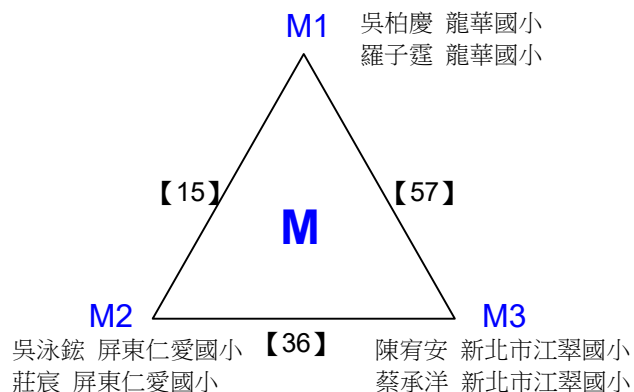 M1
吳柏慶 龍華國小
羅子霆 龍華國小
【15】
【57】
M
M2
吳泳鋐 屏東仁愛國小
莊宸 屏東仁愛國小
【36】
M3
陳宥安 新北市江翠國小
蔡承洋 新北市江翠國小